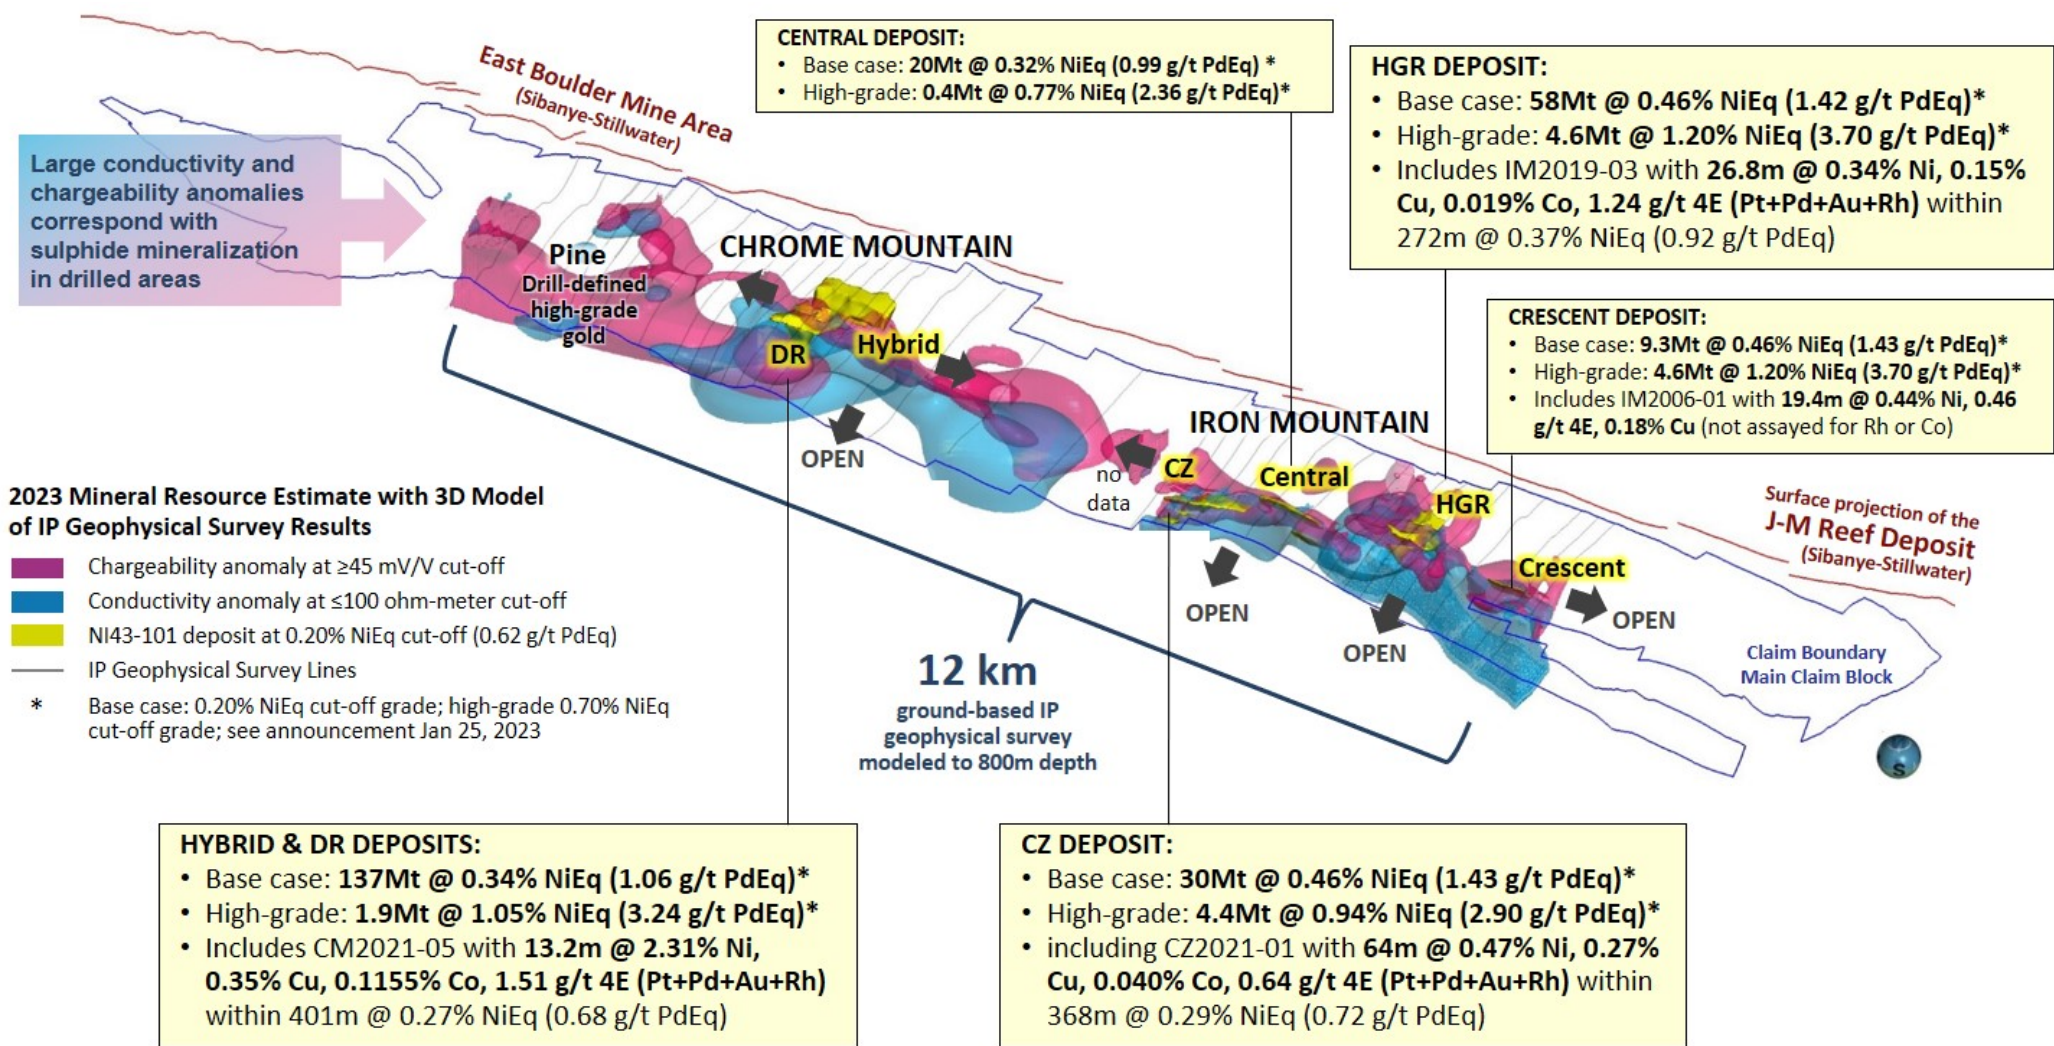 East Boulder Mine Area
(Sibanye-Stillwater)
CENTRAL DEPOSIT:
• Base case: 20Mt @ 0.32% NiEq (0.99 g/t PdEq) *
• High-grade: 0.4Mt @ 0.77% NiEq (2.36 g/t PdEq)*
HGR DEPOSIT:
• Base case: 58Mt @ 0.46% NiEq (1.42 g/t PdEq)*
• High-grade: 4.6Mt @ 1.20% NiEq (3.70 g/t PdEq)*
• Includes IM2019-03 with 26.8m @ 0.34% Ni, 0.15%
Cu, 0.019% Co, 1.24 g/t 4E (Pt+Pd+Au+Rh) within
272m @ 0.37% NiEq (0.92 g/t PdEq)
Large conductivity and
chargeability anomalies
correspond with
sulphide mineralization
in drilled areas
CHROME MOUNTAIN
Pine
Drill-defined
high-grade
gold
DR
Hybrid
OPEN
CRESCENT DEPOSIT:
• Base case: 9.3Mt @ 0.46% NiEq (1.43 g/t PdEq)*
• High-grade: 4.6Mt @ 1.20% NiEq (3.70 g/t PdEq)*
• Includes IM2006-01 with 19.4m @ 0.44% Ni, 0.46
g/t 4E, 0.18% Cu (not assayed for Rh or Co)
IRON MOUNTAIN
no
data
CZ
Central
HGR
Crescent
OPEN
OPEN
OPEN
Surface projection of the
J-M Reef Deposit
(Sibanye-Stillwater)
Claim Boundary
Main Claim Block
S
2023 Mineral Resource Estimate with 3D Model
of IP Geophysical Survey Results
Chargeability anomaly at ≥45 mV/V cut-off
Conductivity anomaly at ≤100 ohm-meter cut-off
NI43-101 deposit at 0.20% NiEq cut-off (0.62 g/t PdEq)
IP Geophysical Survey Lines
* Base case: 0.20% NiEq cut-off grade; high-grade 0.70% NiEq
cut-off grade; see announcement Jan 25, 2023
12 km
ground-based IP
geophysical survey
modeled to 800m depth
HYBRID & DR DEPOSITS:
• Base case: 137Mt @ 0.34% NiEq (1.06 g/t PdEq)*
• High-grade: 1.9Mt @ 1.05% NiEq (3.24 g/t PdEq)*
• Includes CM2021-05 with 13.2m @ 2.31% Ni,
0.35% Cu, 0.1155% Co, 1.51 g/t 4E (Pt+Pd+Au+Rh)
within 401m @ 0.27% NiEq (0.68 g/t PdEq)
CZ DEPOSIT:
• Base case: 30Mt @ 0.46% NiEq (1.43 g/t PdEq)*
• High-grade: 4.4Mt @ 0.94% NiEq (2.90 g/t PdEq)*
• including CZ2021-01 with 64m @ 0.47% Ni, 0.27%
Cu, 0.040% Co, 0.64 g/t 4E (Pt+Pd+Au+Rh) within
368m @ 0.29% NiEq (0.72 g/t PdEq)